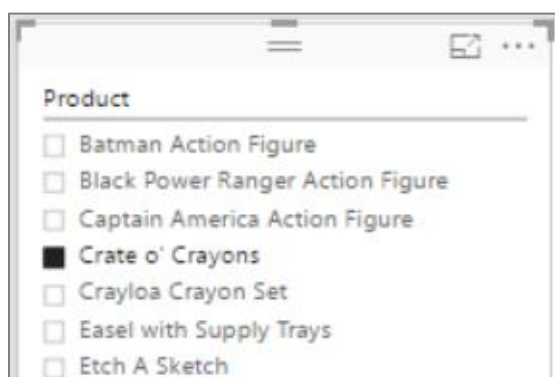 Product
Batman Action Figure
Black Power Ranger Action Figure
Captain America Action Figure
Crate o' Crayons
Crayloa Crayon Set
Easel with Supply Trays
Etch A Sketch